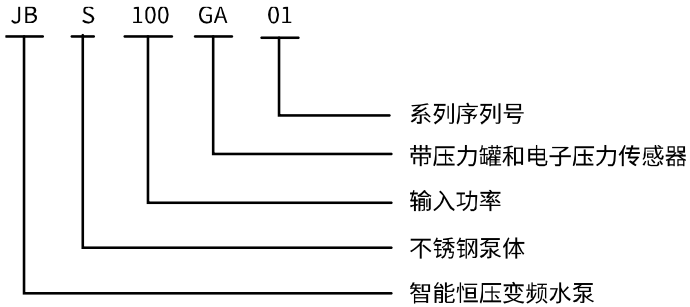 JB S 100 GA 01
系列序列号
带压力罐和电子压力传感器
输入功率
不锈钢泵体
智能恒压变频水泵